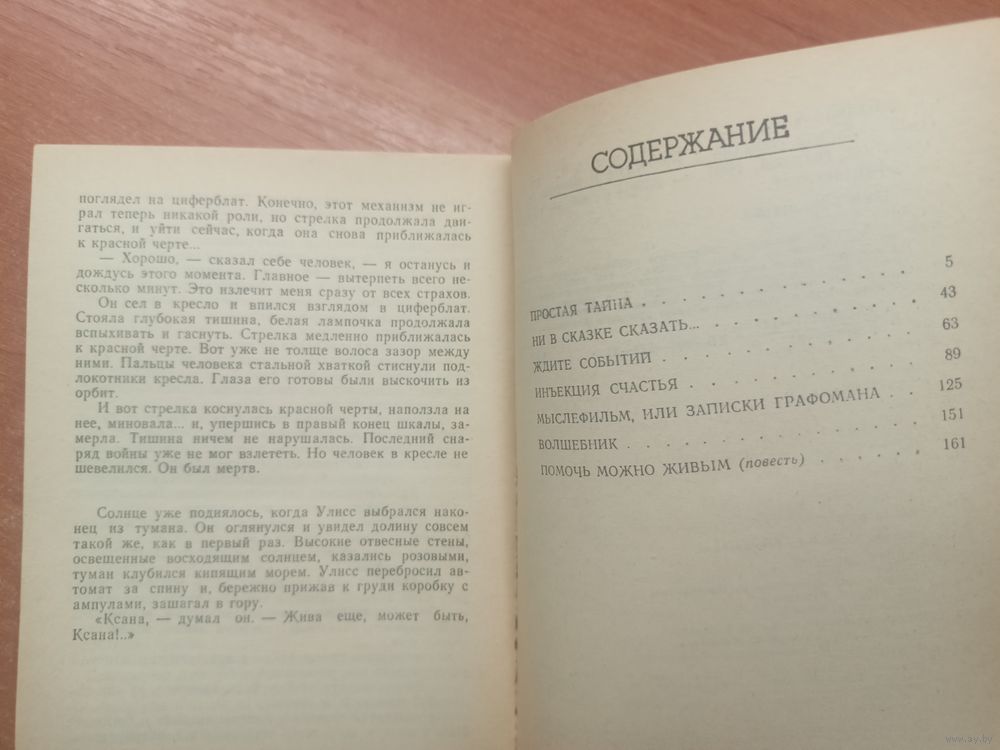 поглядел на циферблат. Конечно, этот механизм не иг-
рал теперь никакой роли, но стрелка продолжала дви-
гаться, и уйти сейчас, когда она снова приближалась
к красной черте...
— Хорошо, — сказал себе человек, — я останусь и
дождусь этого момента. Главное — вытерпеть всего не-
сколько минут. Это излечит меня сразу от всех страхов.
Он сел в кресло и впился взглядом в циферблат.
Стояла глубокая тишина, белая лампочка продолжала
вспыхивать и гаснуть. Стрелка медленно приближалась
к красной черте. Вот уже не толще волоса зазор между
ними. Пальцы человека стальной хваткой стиснули под-
локотники кресла. Глаза его готовы были выскочить из
орбит.
И вот стрелка коснулась красной черты, наползла на
нее, миновала... и, упершись в правый конец шкалы, за-
мерла. Тишина ничем не нарушалась. Последний сна-
ряд войны уже не мог взлететь. Но человек в кресле не
шевелился. Он был мертв.
Солнце уже поднялось, когда Улисс выбрался нако-
нец из тумана. Он оглянулся и увидел долину совсем
такой же, как в первый раз. Высокие отвесные стены,
освещенные восходящим солнцем, казались розовыми,
туман клубился кипящим морем. Улисс перебросил ав-
томат за спину и, бережно прижав к груди коробку с
ампулами, зашагал в гору.
«Ксана, — думал он. — Жива еще, может быть,
Ксана!..»
СОДЕРЖАНИЕ
ПРОСТАЯ ТАЙНА . . . . . . . . . . 5
НИ В СКАЗКЕ СКАЗАТЬ... . . . . . . . . 43
ЖДИТЕ СОБЫТИЙ . . . . . . . . . 63
ИНЪЕКЦИЯ СЧАСТЬЯ . . . . . . . . 89
МЫСЛЕФИЛЬМ, ИЛИ ЗАПИСКИ ГРАФОМАНА . . 125
ВОЛШЕБНИК . . . . . . . . . . 151
ПОМОЧЬ МОЖНО ЖИВЫМ (повесть) . . . . . 161
www.ay.by